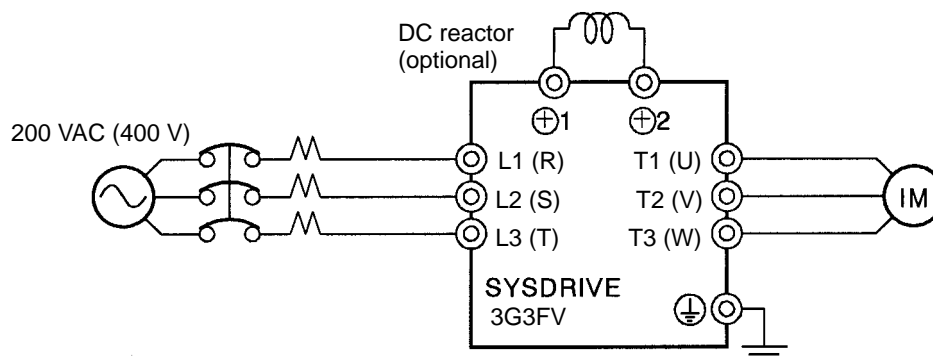 DC reactor
(optional)
⊕1 ⊕2
200 VAC (400 V)
L1 (R) T1 (U)
L2 (S) T2 (V)
L3 (T) T3 (W)
IM
SYSDRIVE
3G3FV